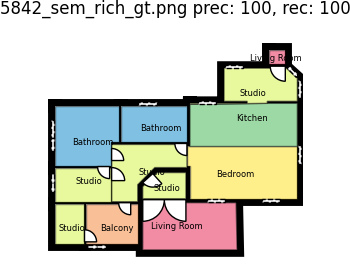 5842_sem_rich_gt.png prec: 100, rec: 100
Living Room
Studio
Kitchen
Bathroom
Bathroom
Studio
Bedroom
Studio
Studio
Studio
Balcony
Living Room